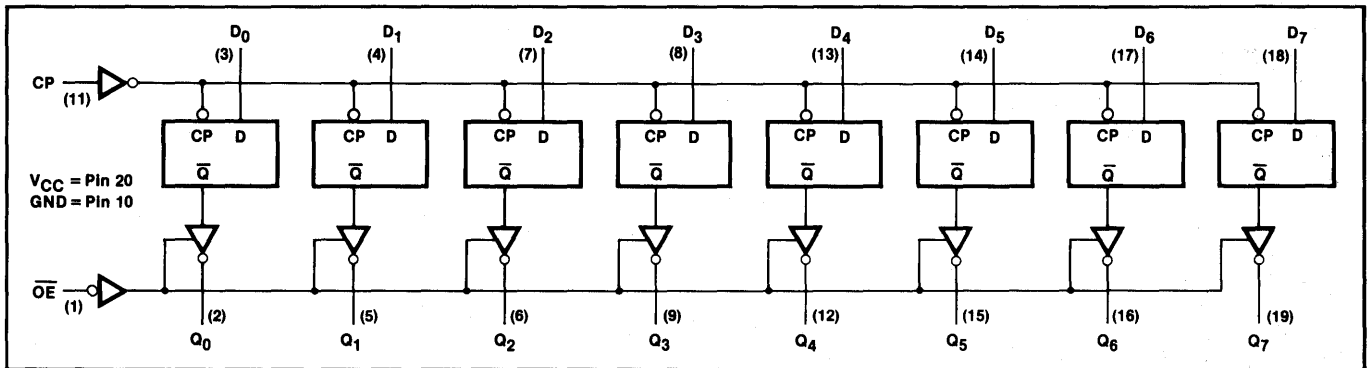 D0 D1 D2 D3 D4 D5 D6 D7
(3) (4) (7) (8) (13) (14) (17) (18)
CP
(11)
CP D CP D CP D CP D CP D CP D CP D CP D
Q̅ Q̅ Q̅ Q̅ Q̅ Q̅ Q̅ Q̅
VCC = Pin 20
GND = Pin 10
O̅E̅
(1)
(2) (5) (6) (9) (12) (15) (16) (19)
Q0 Q1 Q2 Q3 Q4 Q5 Q6 Q7